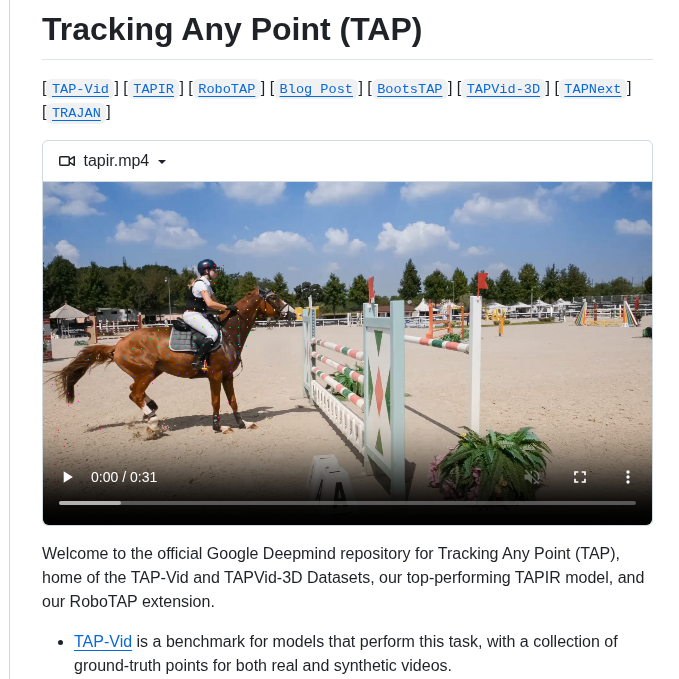 Tracking Any Point (TAP)
[ TAP-Vid ] [ TAPIR ] [ RoboTAP ] [ Blog Post ] [ BootsTAP ] [ TAPVid-3D ] [ TAPNext ]
[ TRAJAN ]
tapir.mp4
A
0:00 / 0:31
Welcome to the official Google Deepmind repository for Tracking Any Point (TAP),
home of the TAP-Vid and TAPVid-3D Datasets, our top-performing TAPIR model, and
our RoboTAP extension.
• TAP-Vid is a benchmark for models that perform this task, with a collection of
ground-truth points for both real and synthetic videos.